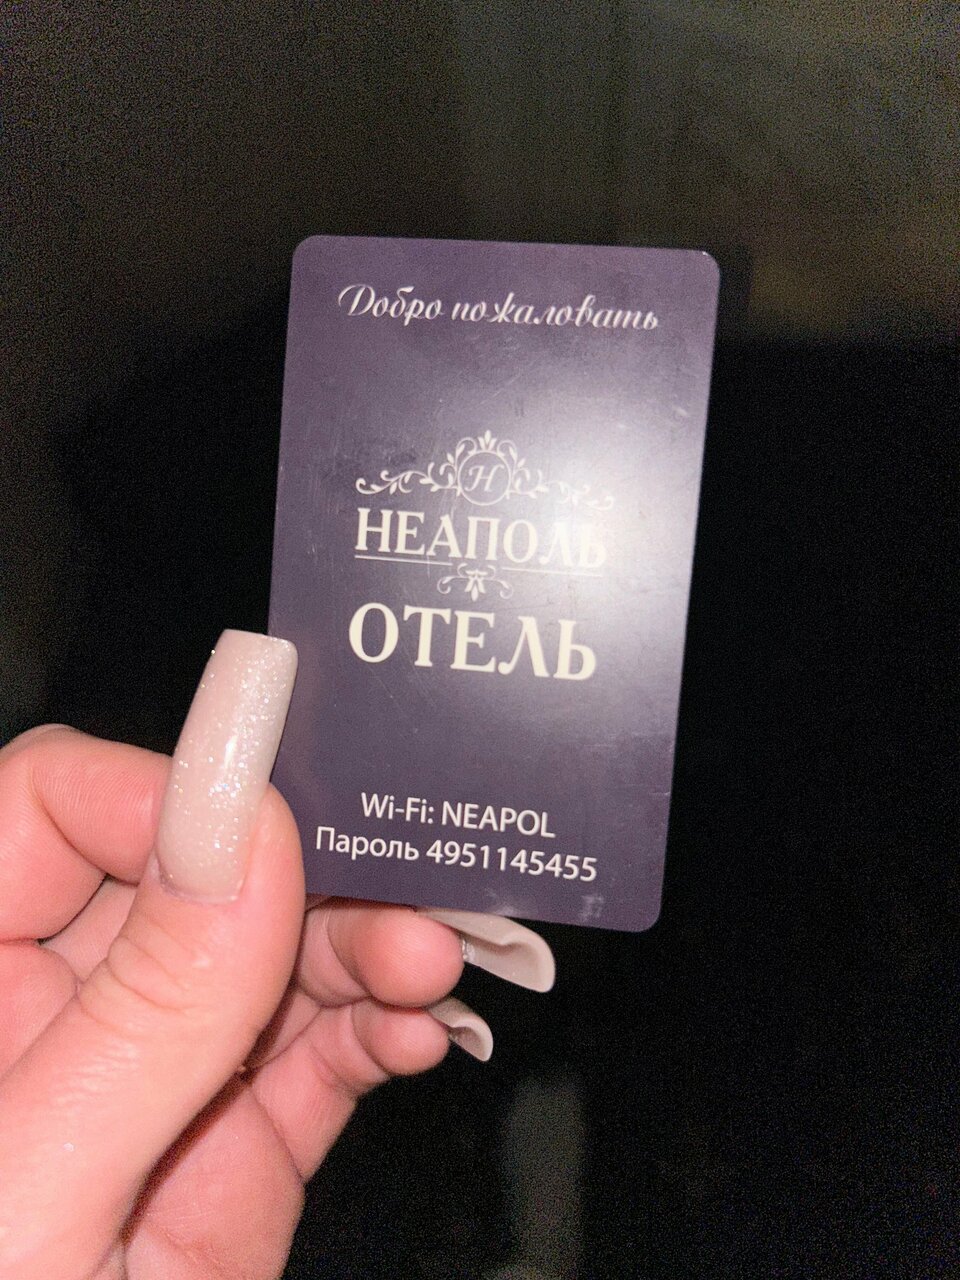 Добро пожаловать
Н
НЕАПОЛЬ
ОТЕЛЬ
Wi-Fi: NEAPOL
Пароль 4951145455